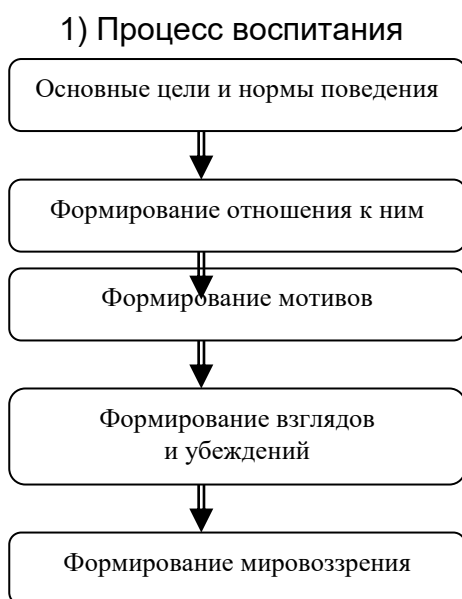 1) Процесс воспитания
Основные цели и нормы поведения
Формирование отношения к ним
Формирование мотивов
Формирование взглядов
и убеждений
Формирование мировоззрения